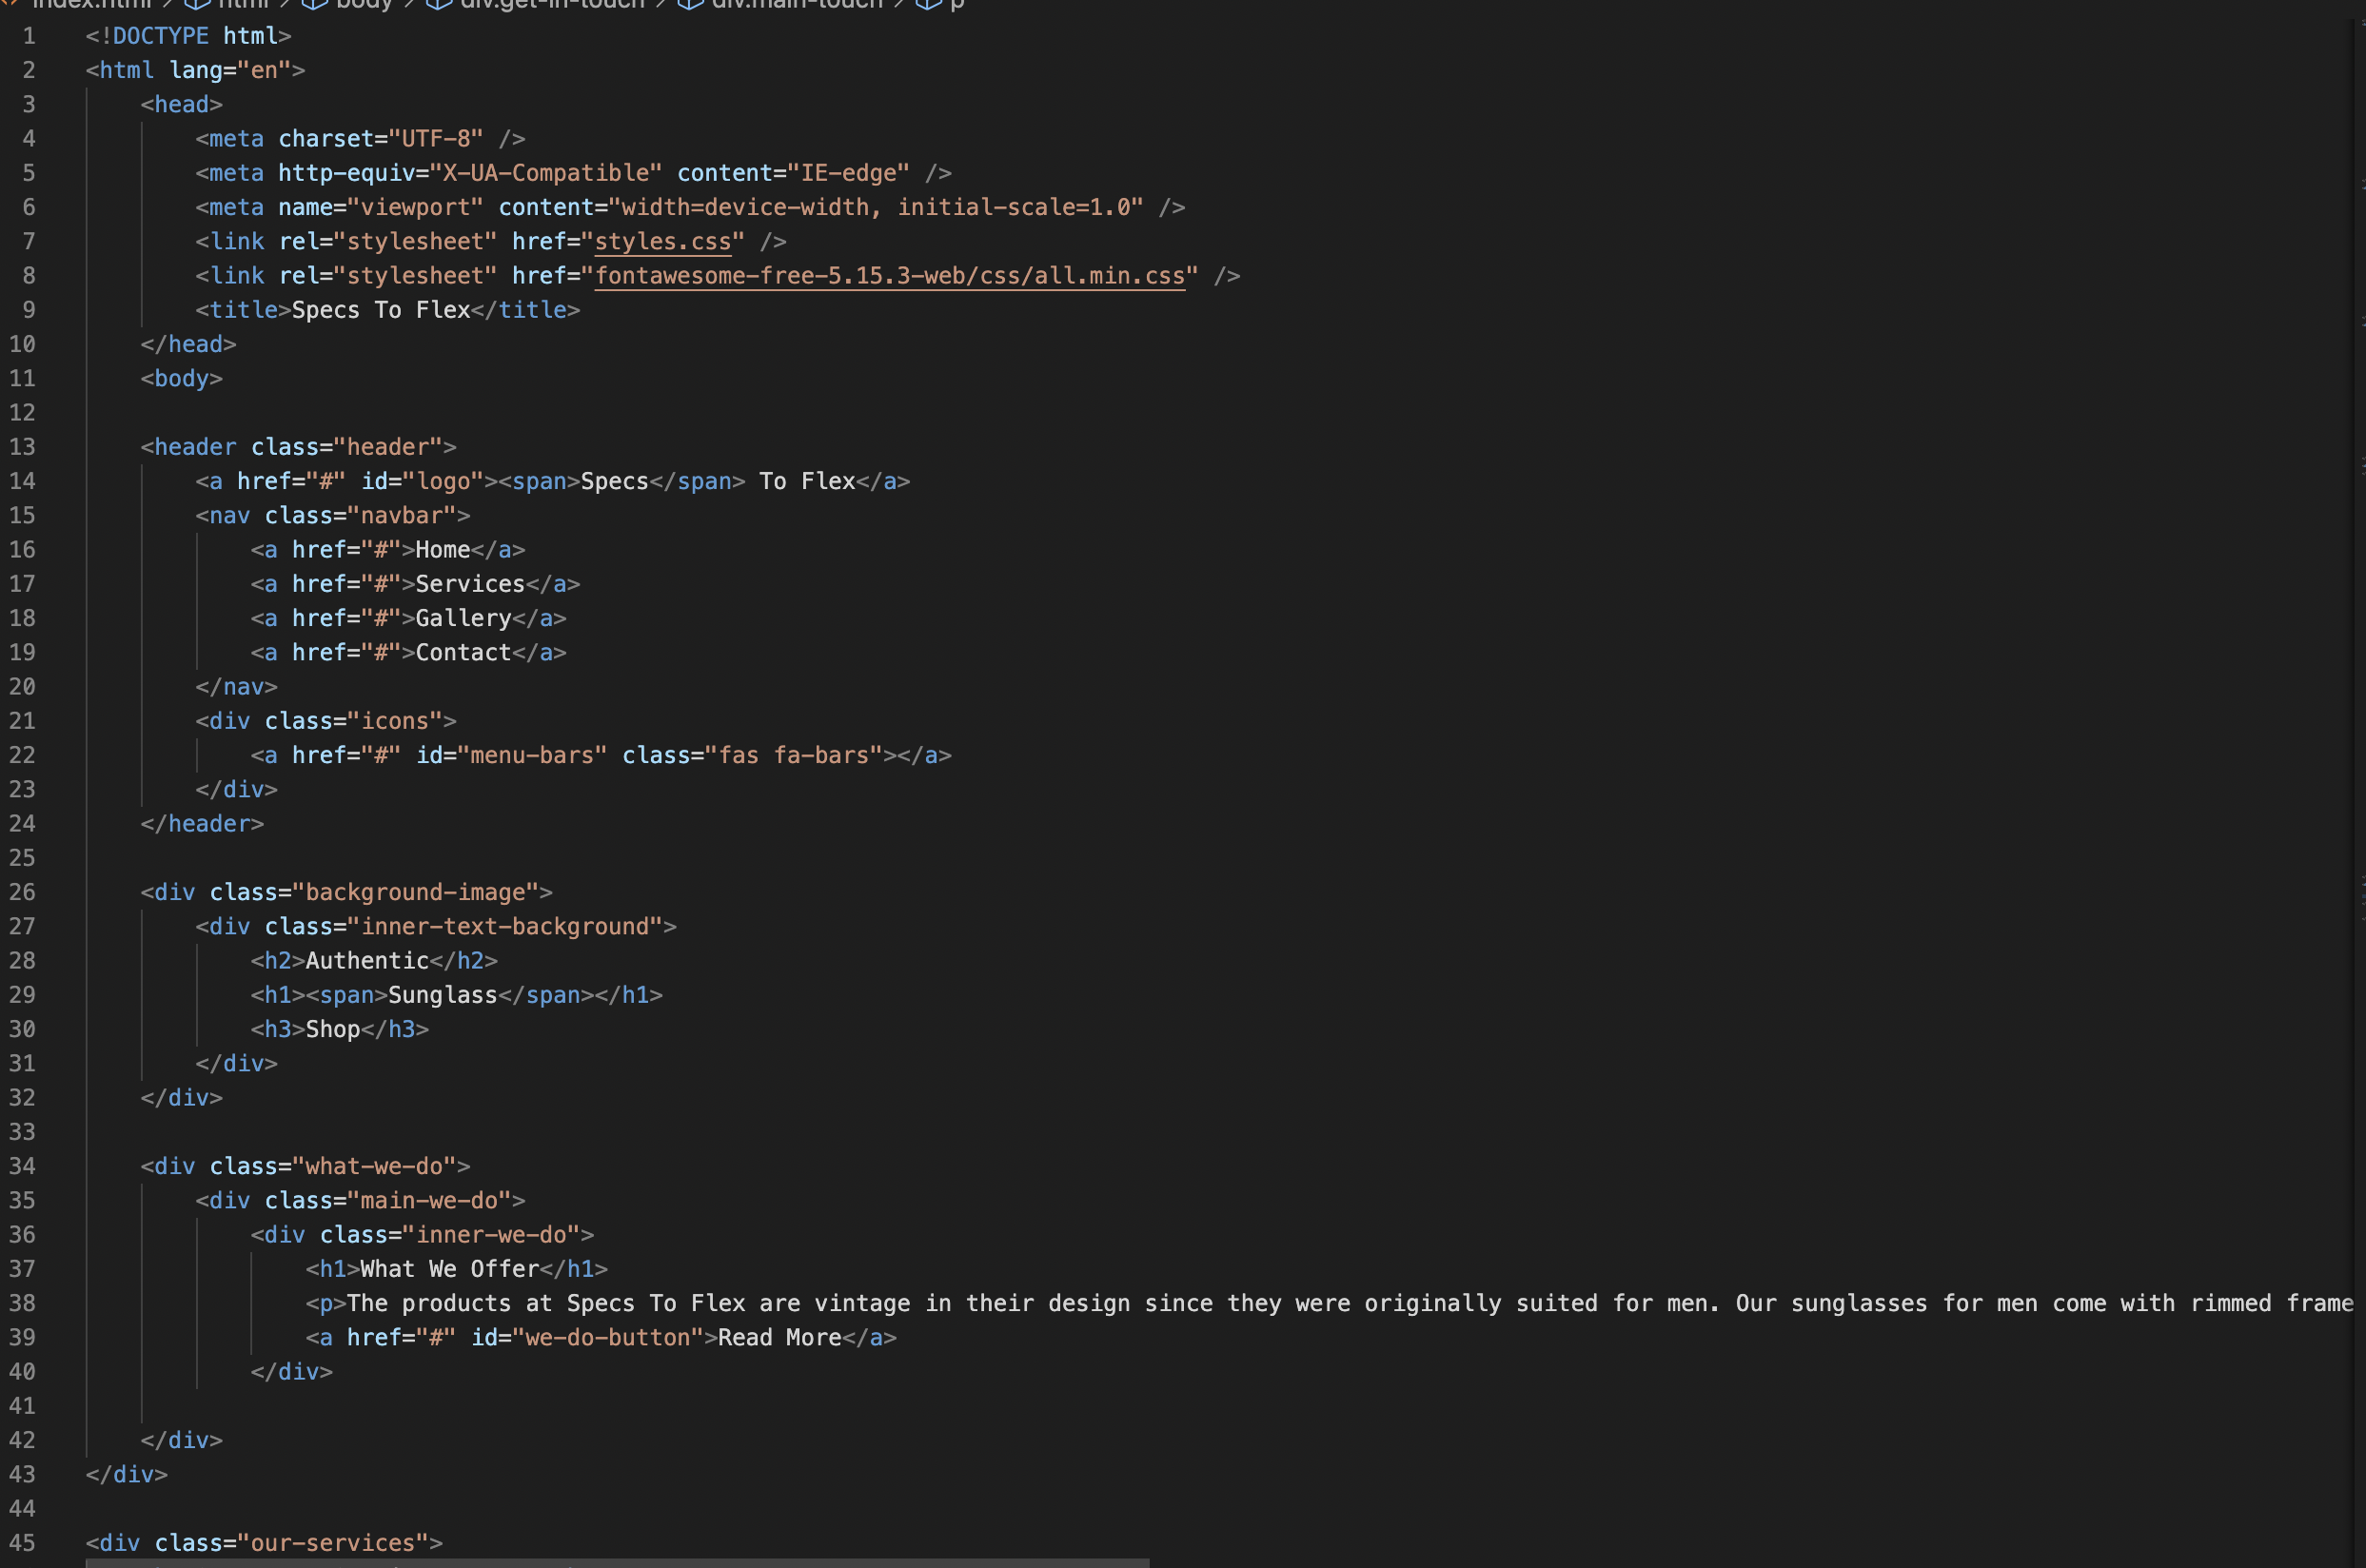 index.html > html > body > div.get-in-touch > div.main-touch > p
1 <!DOCTYPE html>
2 <html lang="en">
3 <head>
4 <meta charset="UTF-8" />
5 <meta http-equiv="X-UA-Compatible" content="IE-edge" />
6 <meta name="viewport" content="width=device-width, initial-scale=1.0" />
7 <link rel="stylesheet" href="styles.css" />
8 <link rel="stylesheet" href="fontawesome-free-5.15.3-web/css/all.min.css" />
9 <title>Specs To Flex</title>
10 </head>
11 <body>
12
13 <header class="header">
14 <a href="#" id="logo"><span>Specs</span> To Flex</a>
15 <nav class="navbar">
16 <a href="#">Home</a>
17 <a href="#">Services</a>
18 <a href="#">Gallery</a>
19 <a href="#">Contact</a>
20 </nav>
21 <div class="icons">
22 <a href="#" id="menu-bars" class="fas fa-bars"></a>
23 </div>
24 </header>
25
26 <div class="background-image">
27 <div class="inner-text-background">
28 <h2>Authentic</h2>
29 <h1><span>Sunglass</span></h1>
30 <h3>Shop</h3>
31 </div>
32 </div>
33
34 <div class="what-we-do">
35 <div class="main-we-do">
36 <div class="inner-we-do">
37 <h1>What We Offer</h1>
38 <p>The products at Specs To Flex are vintage in their design since they were originally suited for men. Our sunglasses for men come with rimmed frame
39 <a href="#" id="we-do-button">Read More</a>
40 </div>
41
42 </div>
43 </div>
44
45 <div class="our-services">